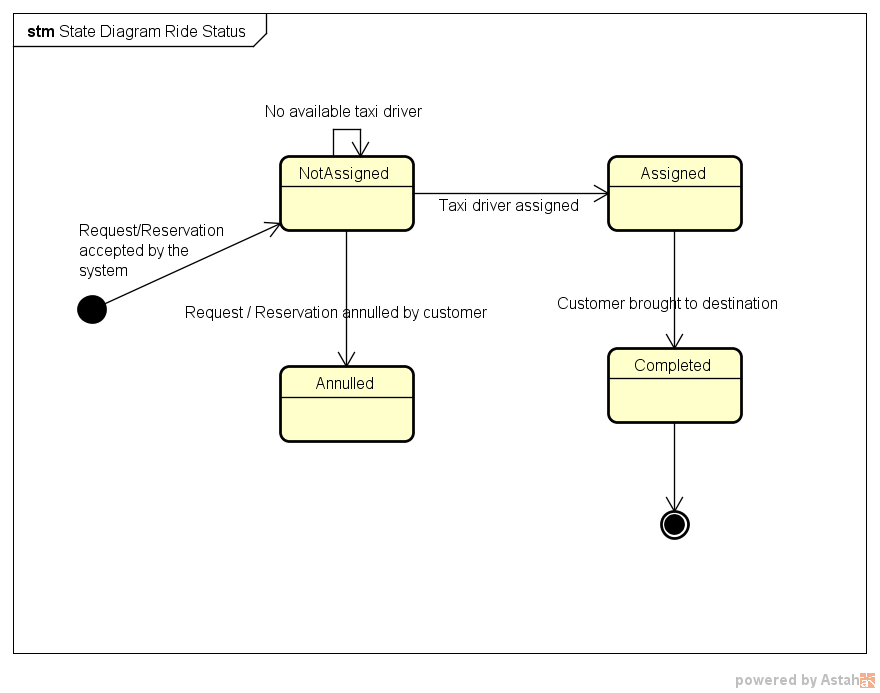 stm State Diagram Ride Status
No available taxi driver
NotAssigned
Assigned
Taxi driver assigned
Request/Reservation
accepted by the
system
Request / Reservation annulled by customer
Customer brought to destination
Annulled
Completed
powered by Astah